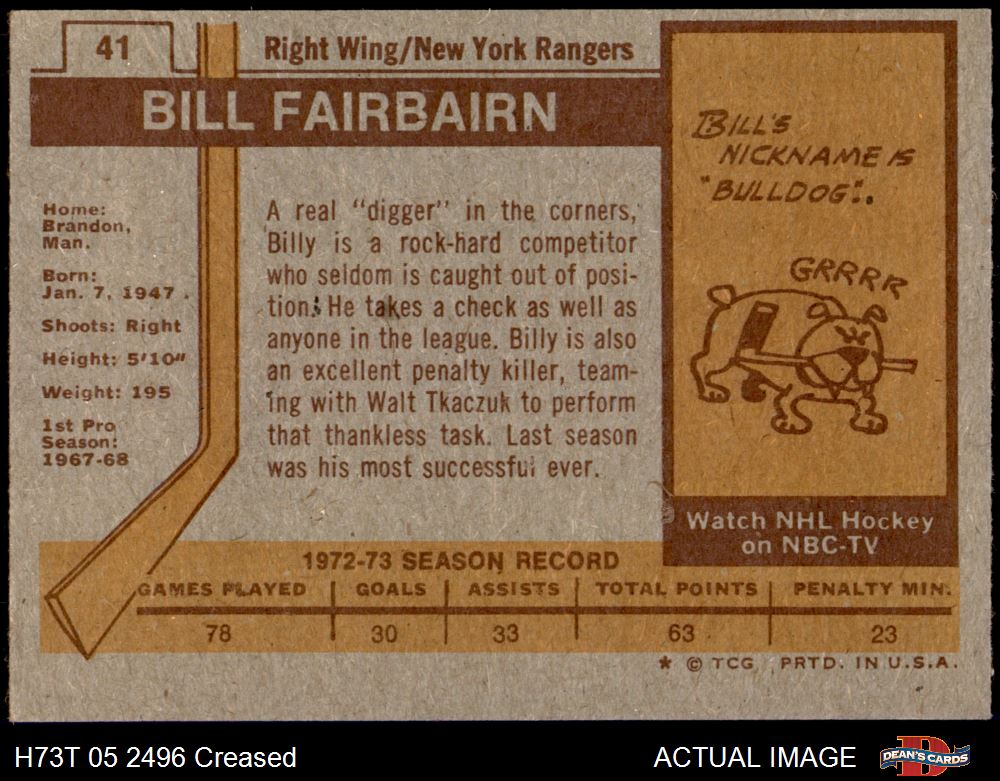 41
Right Wing/New York Rangers
BILL FAIRBAIRN
BILL'S
NICKNAME IS
"BULLDOG"..
GRRRR
Home:
Brandon,
Man.
Born:
Jan. 7, 1947 .
Shoots: Right
Height: 5'10"
Weight: 195
1st Pro
Season:
1967-68
A real "digger" in the corners,
Billy is a rock-hard competitor
who seldom is caught out of posi-
tion. He takes a check as well as
anyone in the league. Billy is also
an excellent penalty killer, team-
ing with Walt Tkaczuk to perform
that thankless task. Last season
was his most successful ever.
Watch NHL Hockey
on NBC-TV
1972-73 SEASON RECORD
GAMES PLAYED GOALS ASSISTS TOTAL POINTS PENALTY MIN.
78 30 33 63 23
* © TCG PRTD. IN U.S.A.
H73T 05 2496 Creased
ACTUAL IMAGE
DEAN'S CARDS